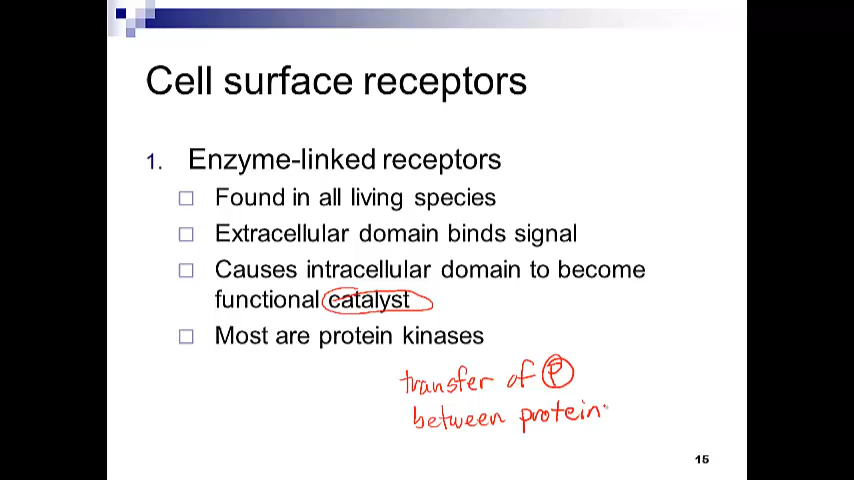 Cell surface receptors
1. Enzyme-linked receptors
Found in all living species
Extracellular domain binds signal
Causes intracellular domain to become
functional catalyst
Most are protein kinases
transfer of P
between protein
15